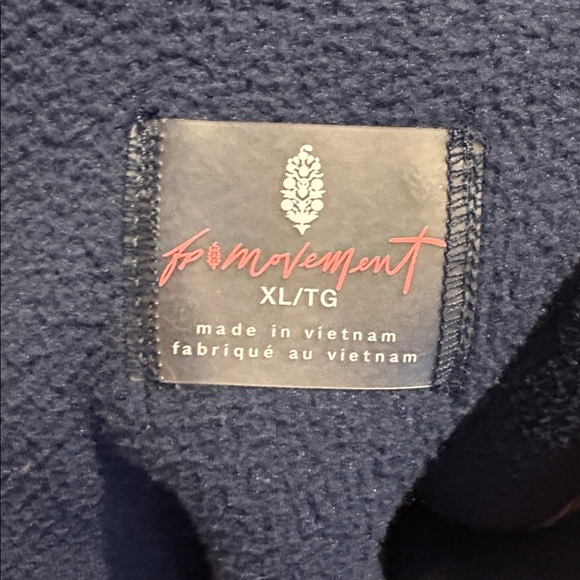 fp movement
XL/TG
made in vietnam
fabriqué au vietnam